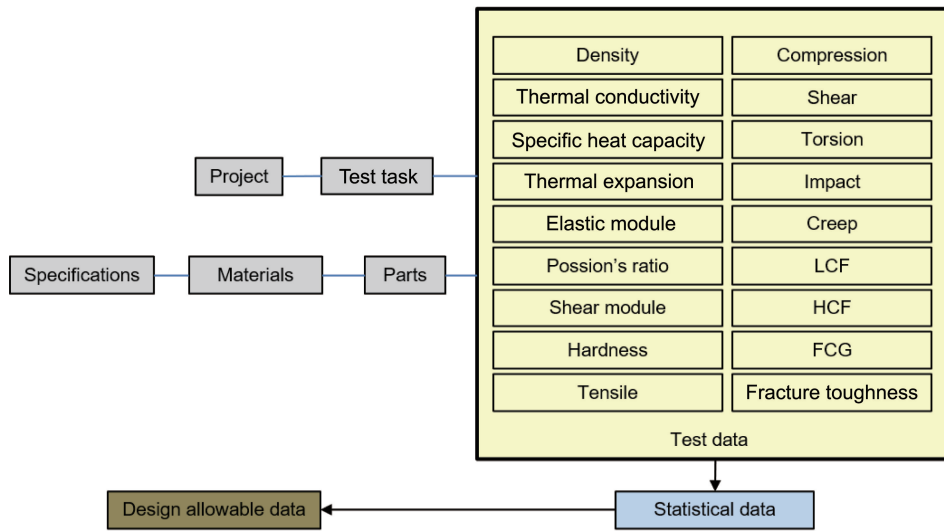 Density
Compression
Thermal conductivity
Shear
Specific heat capacity
Torsion
Project
Test task
Thermal expansion
Impact
Elastic module
Creep
Specifications
Materials
Parts
Possion's ratio
LCF
Shear module
HCF
Hardness
FCG
Tensile
Fracture toughness
Test data
Design allowable data
Statistical data